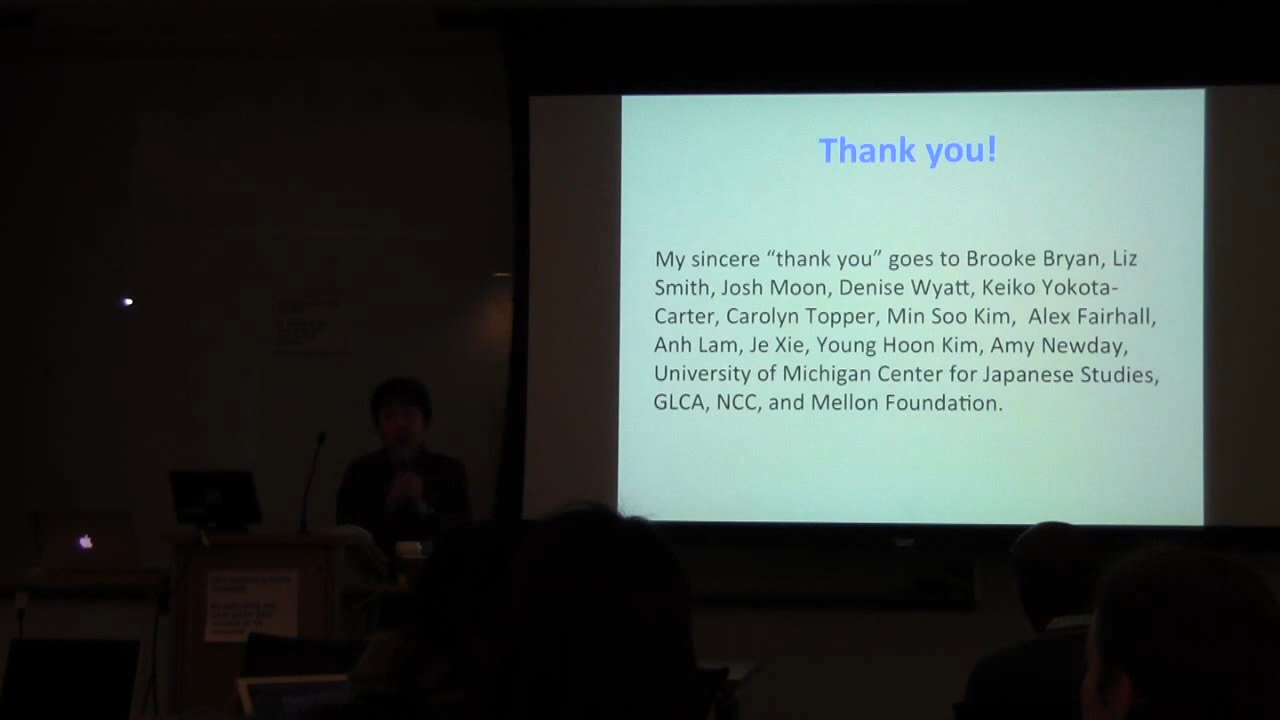 Thank you!
My sincere “thank you” goes to Brooke Bryan, Liz
Smith, Josh Moon, Denise Wyatt, Keiko Yokota-
Carter, Carolyn Topper, Min Soo Kim,  Alex Fairhall,
Anh Lam, Je Xie, Young Hoon Kim, Amy Newday,
University of Michigan Center for Japanese Studies,
GLCA, NCC, and Mellon Foundation.